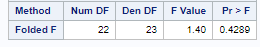 Method Num DF Den DF F Value Pr > F
Folded F 22 23 1.40 0.4289